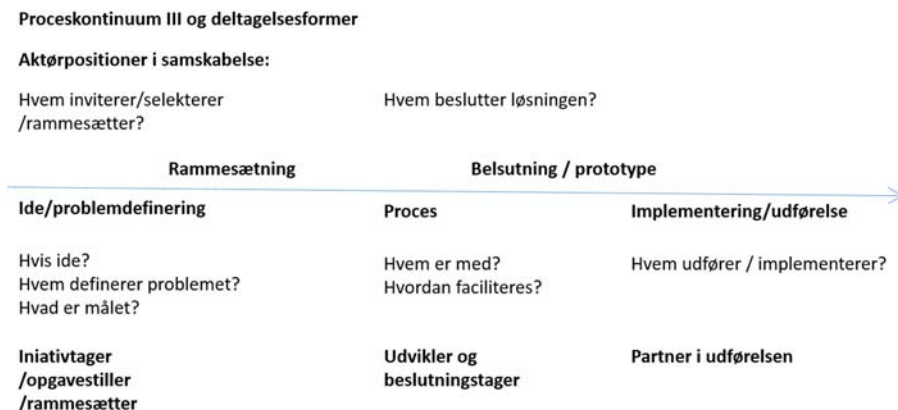 Proceskontinuum III og deltagelsesformer
Aktørpositioner i samskabelse:
Hvem inviterer/selekterer
/rammesætter?
Hvem beslutter løsningen?
Rammesætning
Belsutning / prototype
Ide/problemdefinering
Proces
Implementering/udførelse
Hvis ide?
Hvem definerer problemet?
Hvad er målet?
Hvem er med?
Hvordan faciliteres?
Hvem udfører / implementerer?
Iniativtager
/opgavestiller
/rammesætter
Udvikler og
beslutningstager
Partner i udførelsen